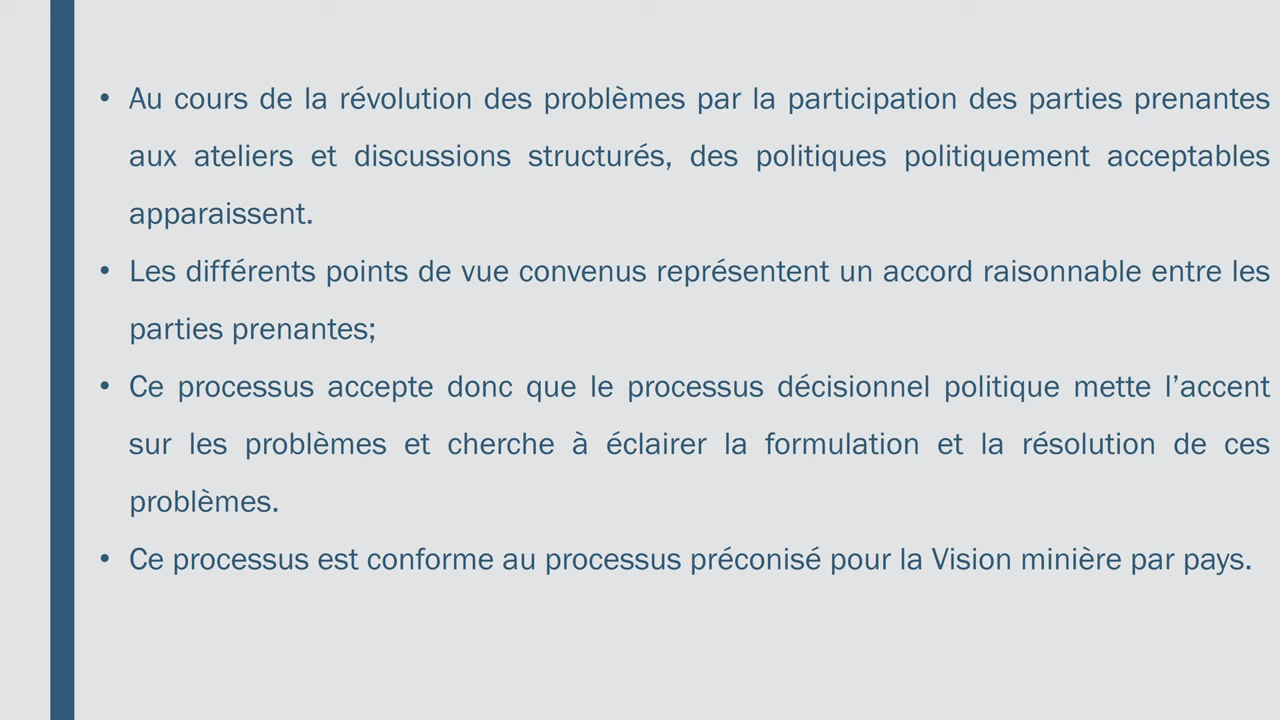 • Au cours de la révolution des problèmes par la participation des parties prenantes
aux ateliers et discussions structurés, des politiques politiquement acceptables
apparaissent.
• Les différents points de vue convenus représentent un accord raisonnable entre les
parties prenantes;
• Ce processus accepte donc que le processus décisionnel politique mette l’accent
sur les problèmes et cherche à éclairer la formulation et la résolution de ces
problèmes.
• Ce processus est conforme au processus préconisé pour la Vision minière par pays.